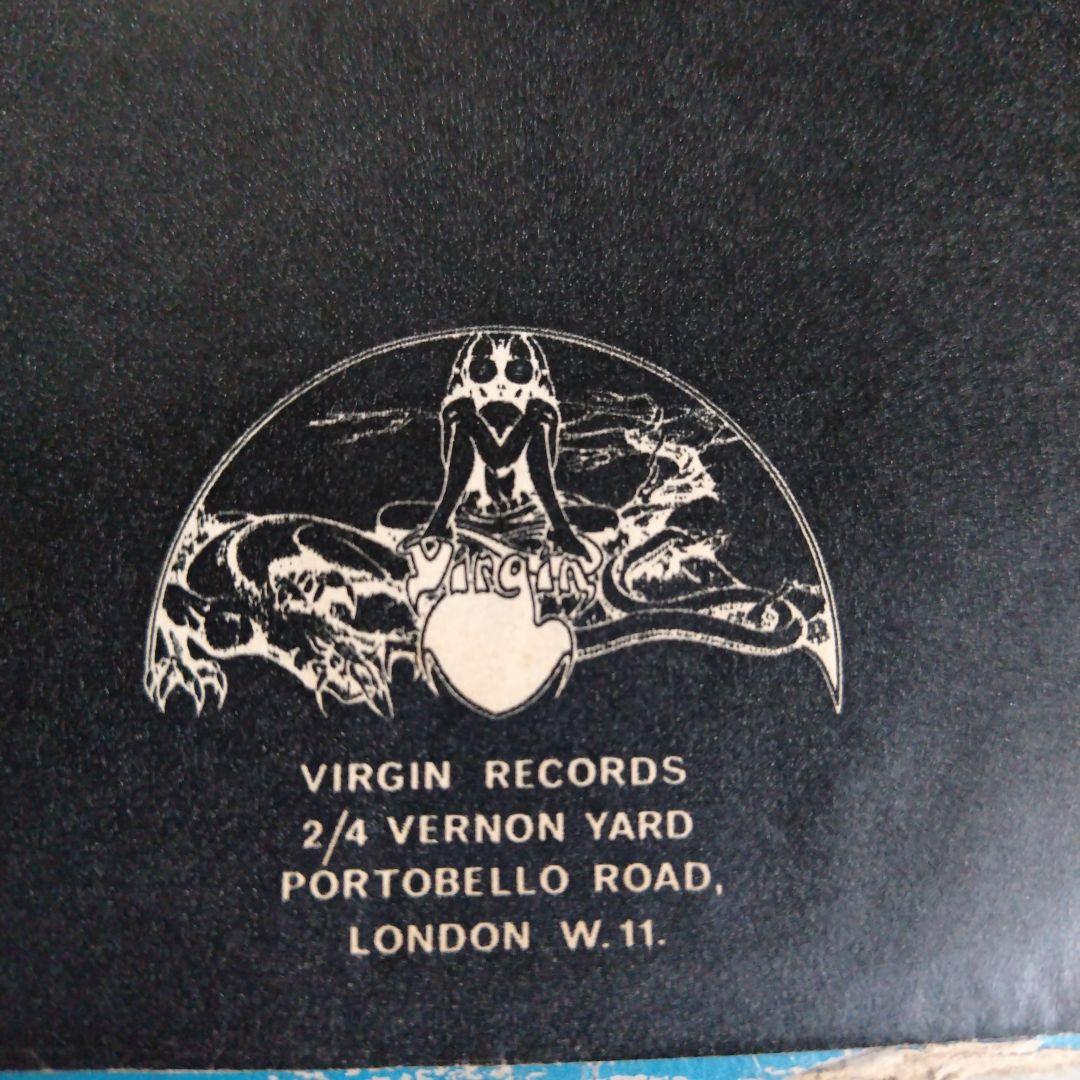 Virgin
VIRGIN RECORDS
2/4 VERNON YARD
PORTOBELLO ROAD,
LONDON W.11.